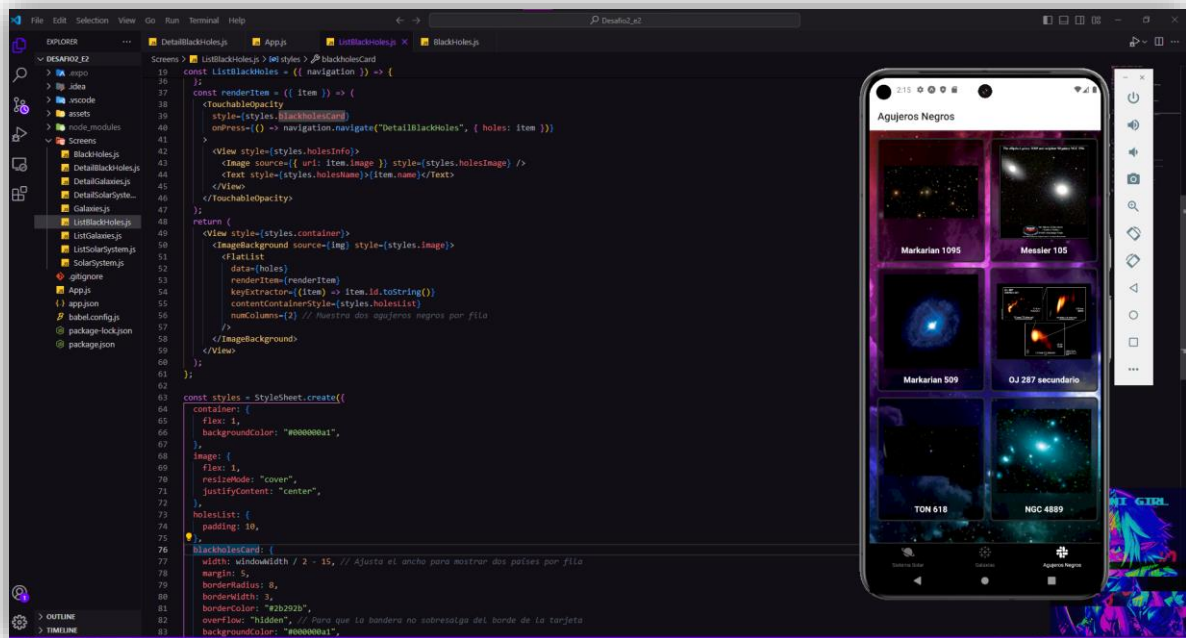 File Edit Selection View Go Run Terminal Help
Desafio2_e2
EXPLORER
DESAFIO2_E2
.expo
.idea
.vscode
assets
node_modules
Screens
BlackHoles.js
DetailBlackHoles.js
DetailGalaxies.js
DetailSolarSyste...
Galaxies.js
ListBlackHoles.js
ListGalaxies.js
ListSolarSystem.js
SolarSystem.js
.gitignore
App.js
app.json
babel.config.js
package-lock.json
package.json
OUTLINE
TIMELINE
DetailBlackHoles.js App.js ListBlackHoles.js BlackHoles.js
Screens > ListBlackHoles.js > styles > blackholesCard
19 const ListBlackHoles = ({ navigation }) => {
36 };
37 const renderItem = ({ item }) => (
38 <TouchableOpacity
39 style={styles.blackholesCard}
40 onPress={() => navigation.navigate("DetailBlackHoles", { holes: item })}
41 >
42 <View style={styles.holesInfo}>
43 <Image source={{ uri: item.image }} style={styles.holesImage} />
44 <Text style={styles.holesName}>{item.name}</Text>
45 </View>
46 </TouchableOpacity>
47 );
48 return (
49 <View style={styles.container}>
50 <ImageBackground source={img} style={styles.image}>
51 <FlatList
52 data={holes}
53 renderItem={renderItem}
54 keyExtractor={(item) => item.id.toString()}
55 contentContainerStyle={styles.holesList}
56 numColumns={2} // Muestra dos agujeros negros por fila
57 />
58 </ImageBackground>
59 </View>
60 );
61 };
62
63 const styles = StyleSheet.create({
64 container: {
65 flex: 1,
66 backgroundColor: "#000000a1",
67 },
68 image: {
69 flex: 1,
70 resizeMode: "cover",
71 justifyContent: "center",
72 },
73 holesList: {
74 padding: 10,
75 },
76 blackholesCard: {
77 width: windowWidth / 2 - 15, // Ajusta el ancho para mostrar dos países por fila
78 margin: 5,
79 borderRadius: 8,
80 borderWidth: 3,
81 borderColor: "#2b292b",
82 overflow: "hidden", // Para que la bandera no sobresalga del borde de la tarjeta
83 backgroundColor: "#000000a1",
2:15
Agujeros Negros
Markarian 1095
Messier 105
Markarian 509
OJ 287 secundario
TON 618
NGC 4889
Sistema Solar
Galaxias
Agujeros Negros
GIRL